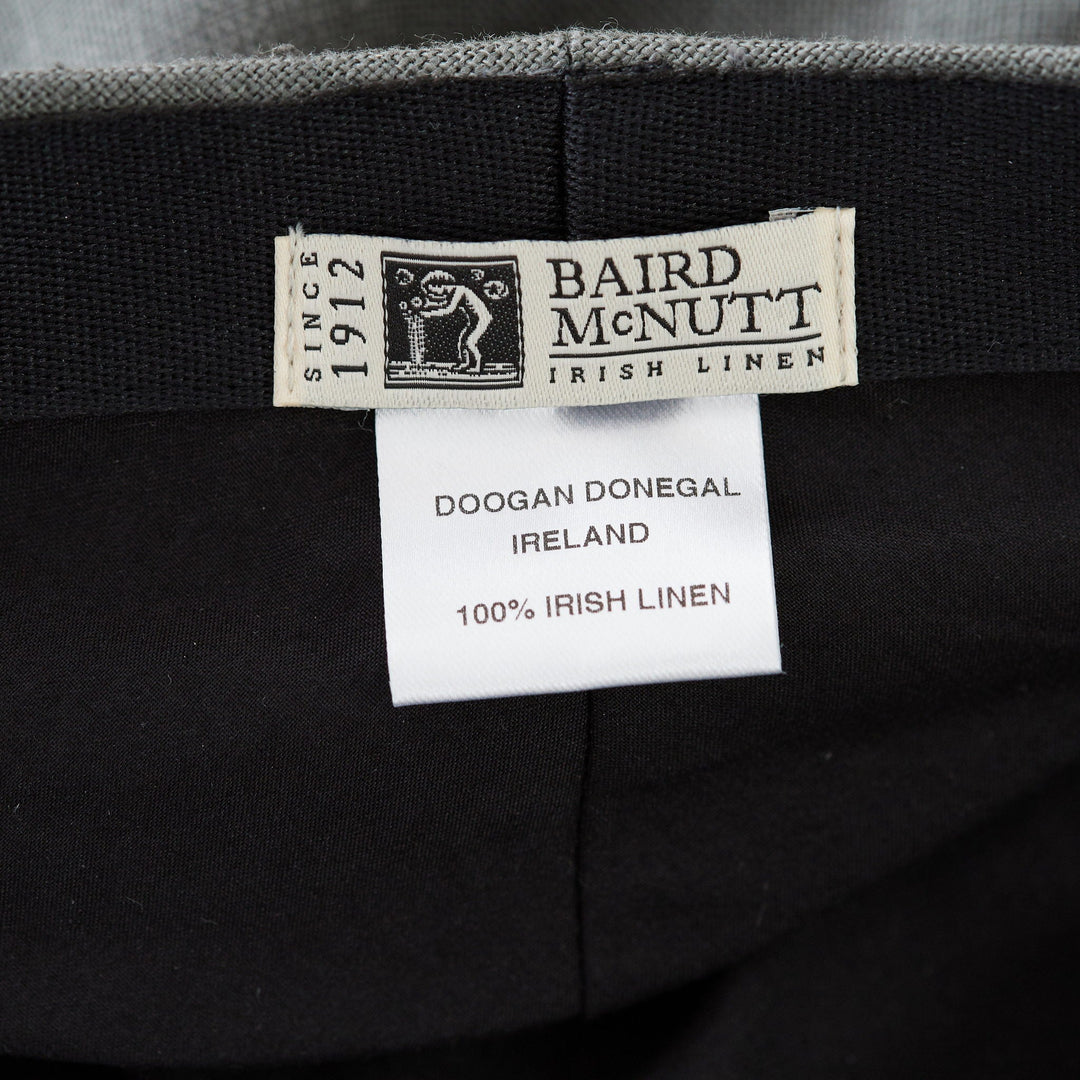 SINCE
1912
BAIRD
McNUTT
IRISH LINEN
DOOGAN DONEGAL
IRELAND
100% IRISH LINEN